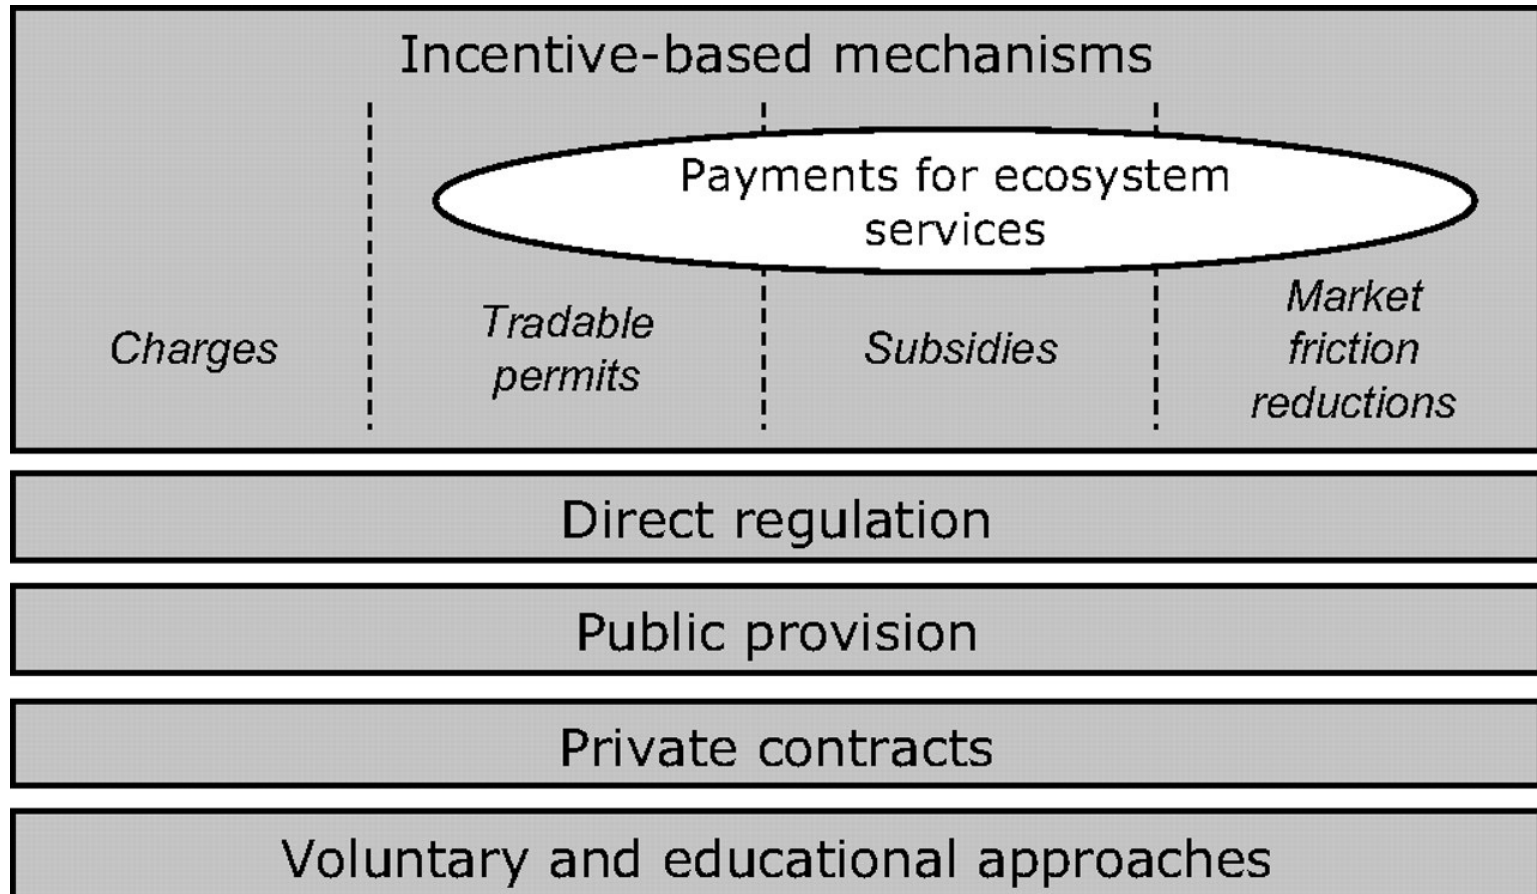 Incentive-based mechanisms
Payments for ecosystem
services
Charges
Tradable
permits
Subsidies
Market
friction
reductions
Direct regulation
Public provision
Private contracts
Voluntary and educational approaches